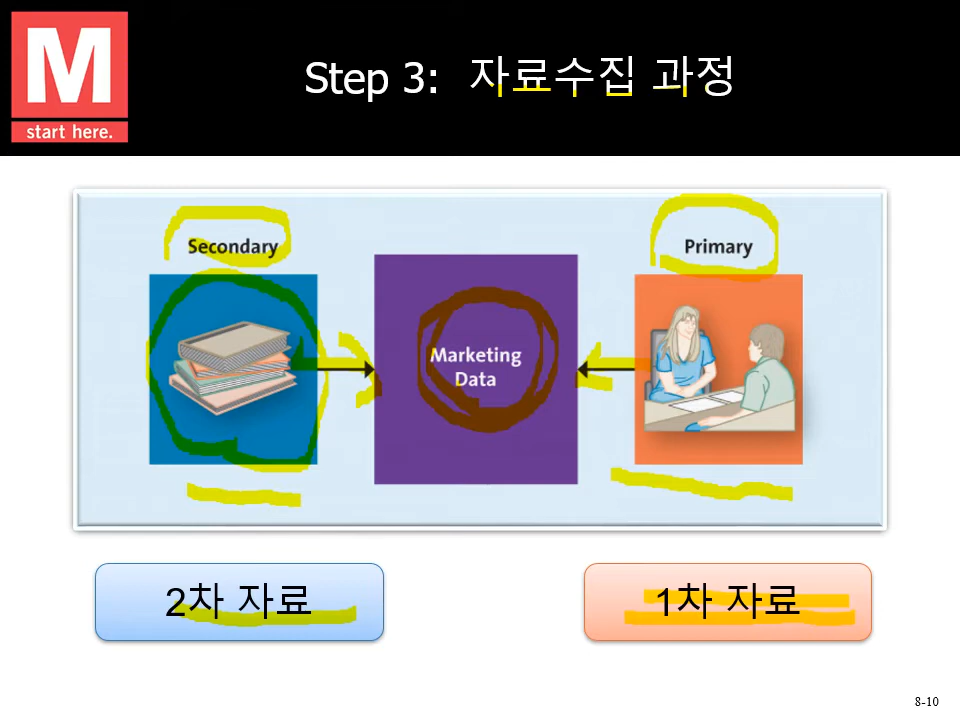 M
start here.
Step 3: 자료수집 과정
Secondary
Primary
Marketing
Data
2차 자료
1차 자료
8-10